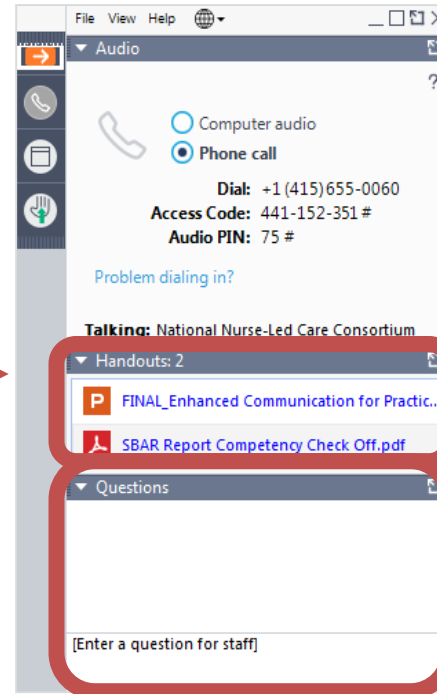 File View Help
Audio
?
Computer audio
Phone call
Dial: +1 (415) 655-0060
Access Code: 441-152-351 #
Audio PIN: 75 #
Problem dialing in?
Talking: National Nurse-Led Care Consortium
Handouts: 2
P FINAL_Enhanced Communication for Practic...
SBAR Report Competency Check Off.pdf
Questions
[Enter a question for staff]